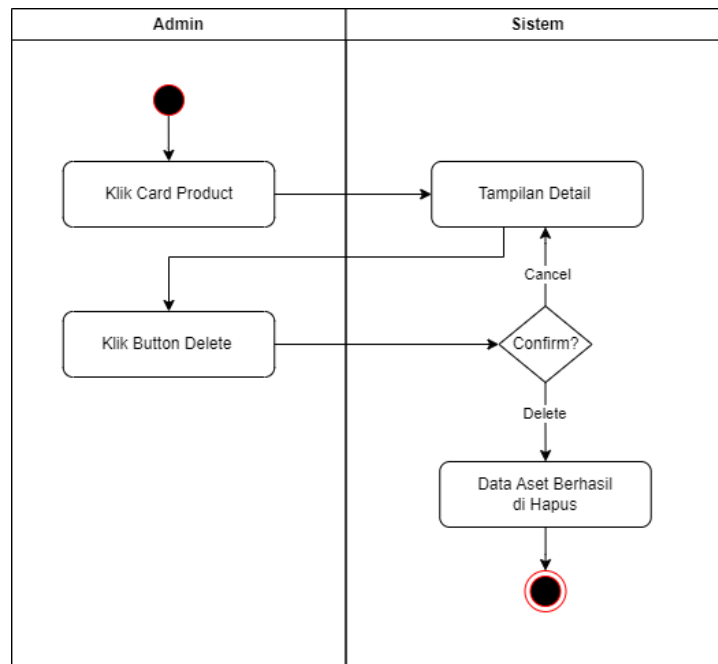 Admin
Sistem
Klik Card Product
Tampilan Detail
Cancel
Klik Button Delete
Confirm?
Delete
Data Aset Berhasil
di Hapus